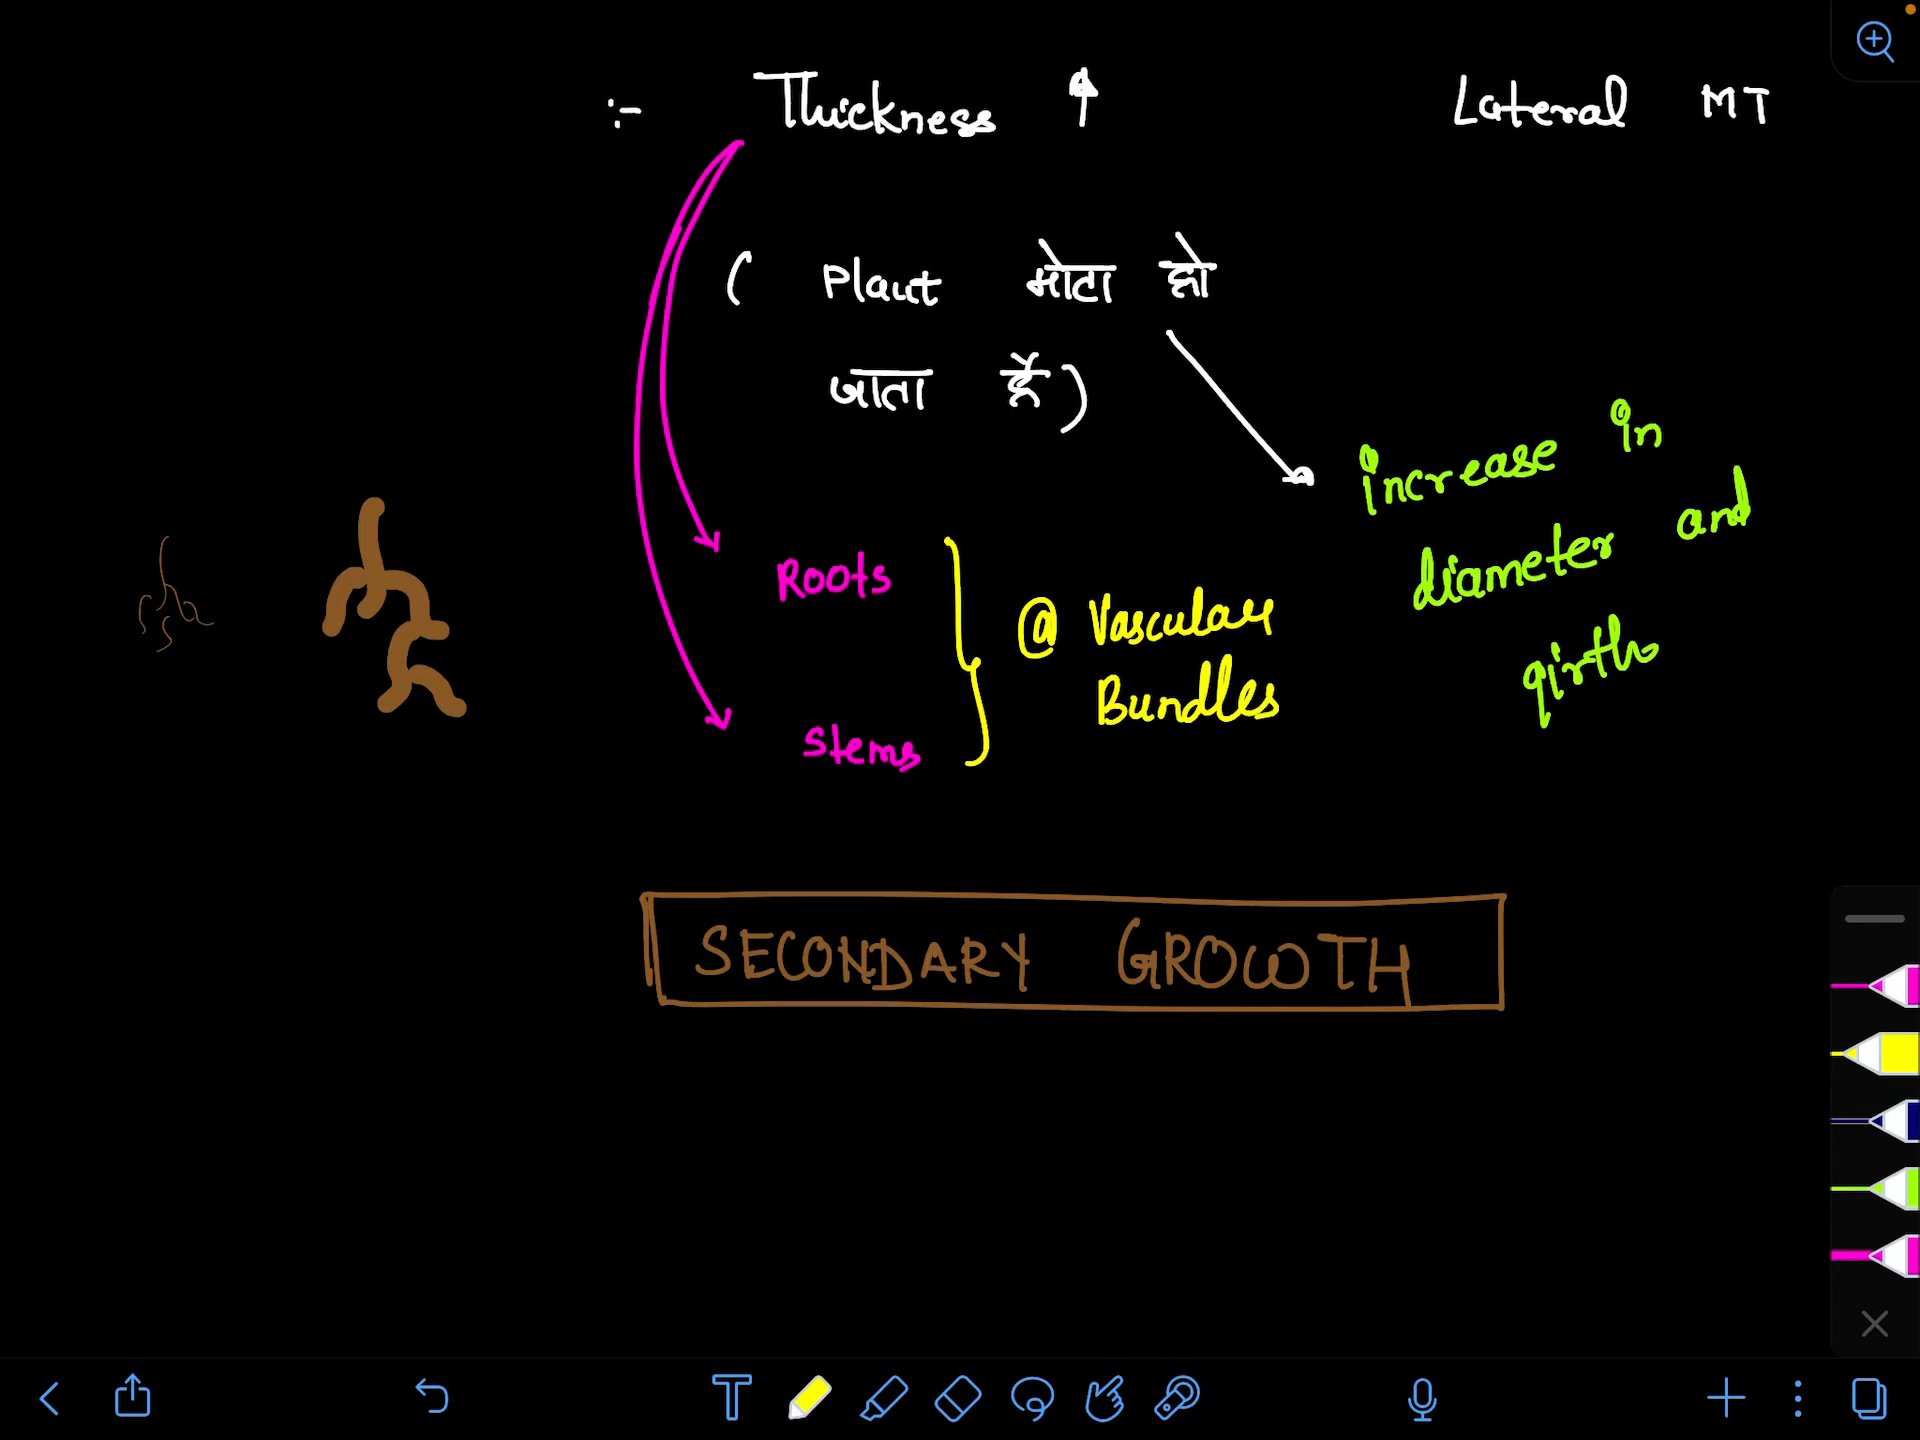 :- Thickness ↑ Lateral MT
( Plant मोटा हो
जाता है)
increase in
diameter and
girth
Roots
Stems
@ Vascular
Bundles
SECONDARY GROWTH